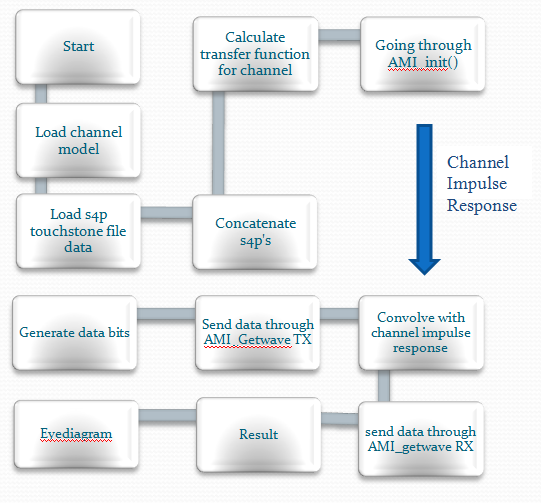 Start
Load channel
model
Load s4p
touchstone file
data
Concatenate
s4p's
Calculate
transfer function
for channel
Going through
AMI_init()
Channel
Impulse
Response
Generate data bits
Send data through
AMI_Getwave TX
Convolve with
channel impulse
response
send data through
AMI_getwave RX
Result
Eyediagram